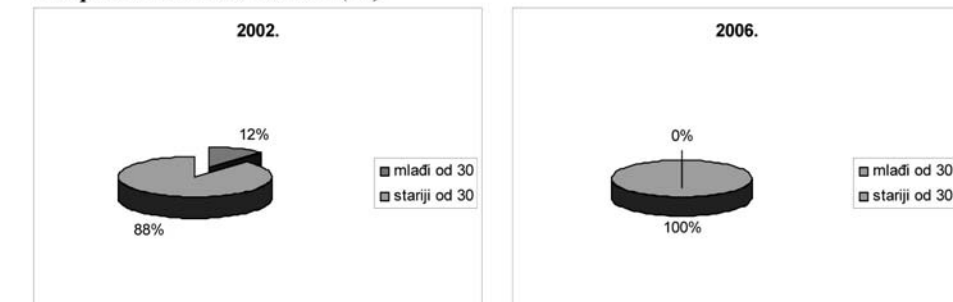 2002.
12%
88%
mlađi od 30
stariji od 30
2006.
0%
100%
mlađi od 30
stariji od 30